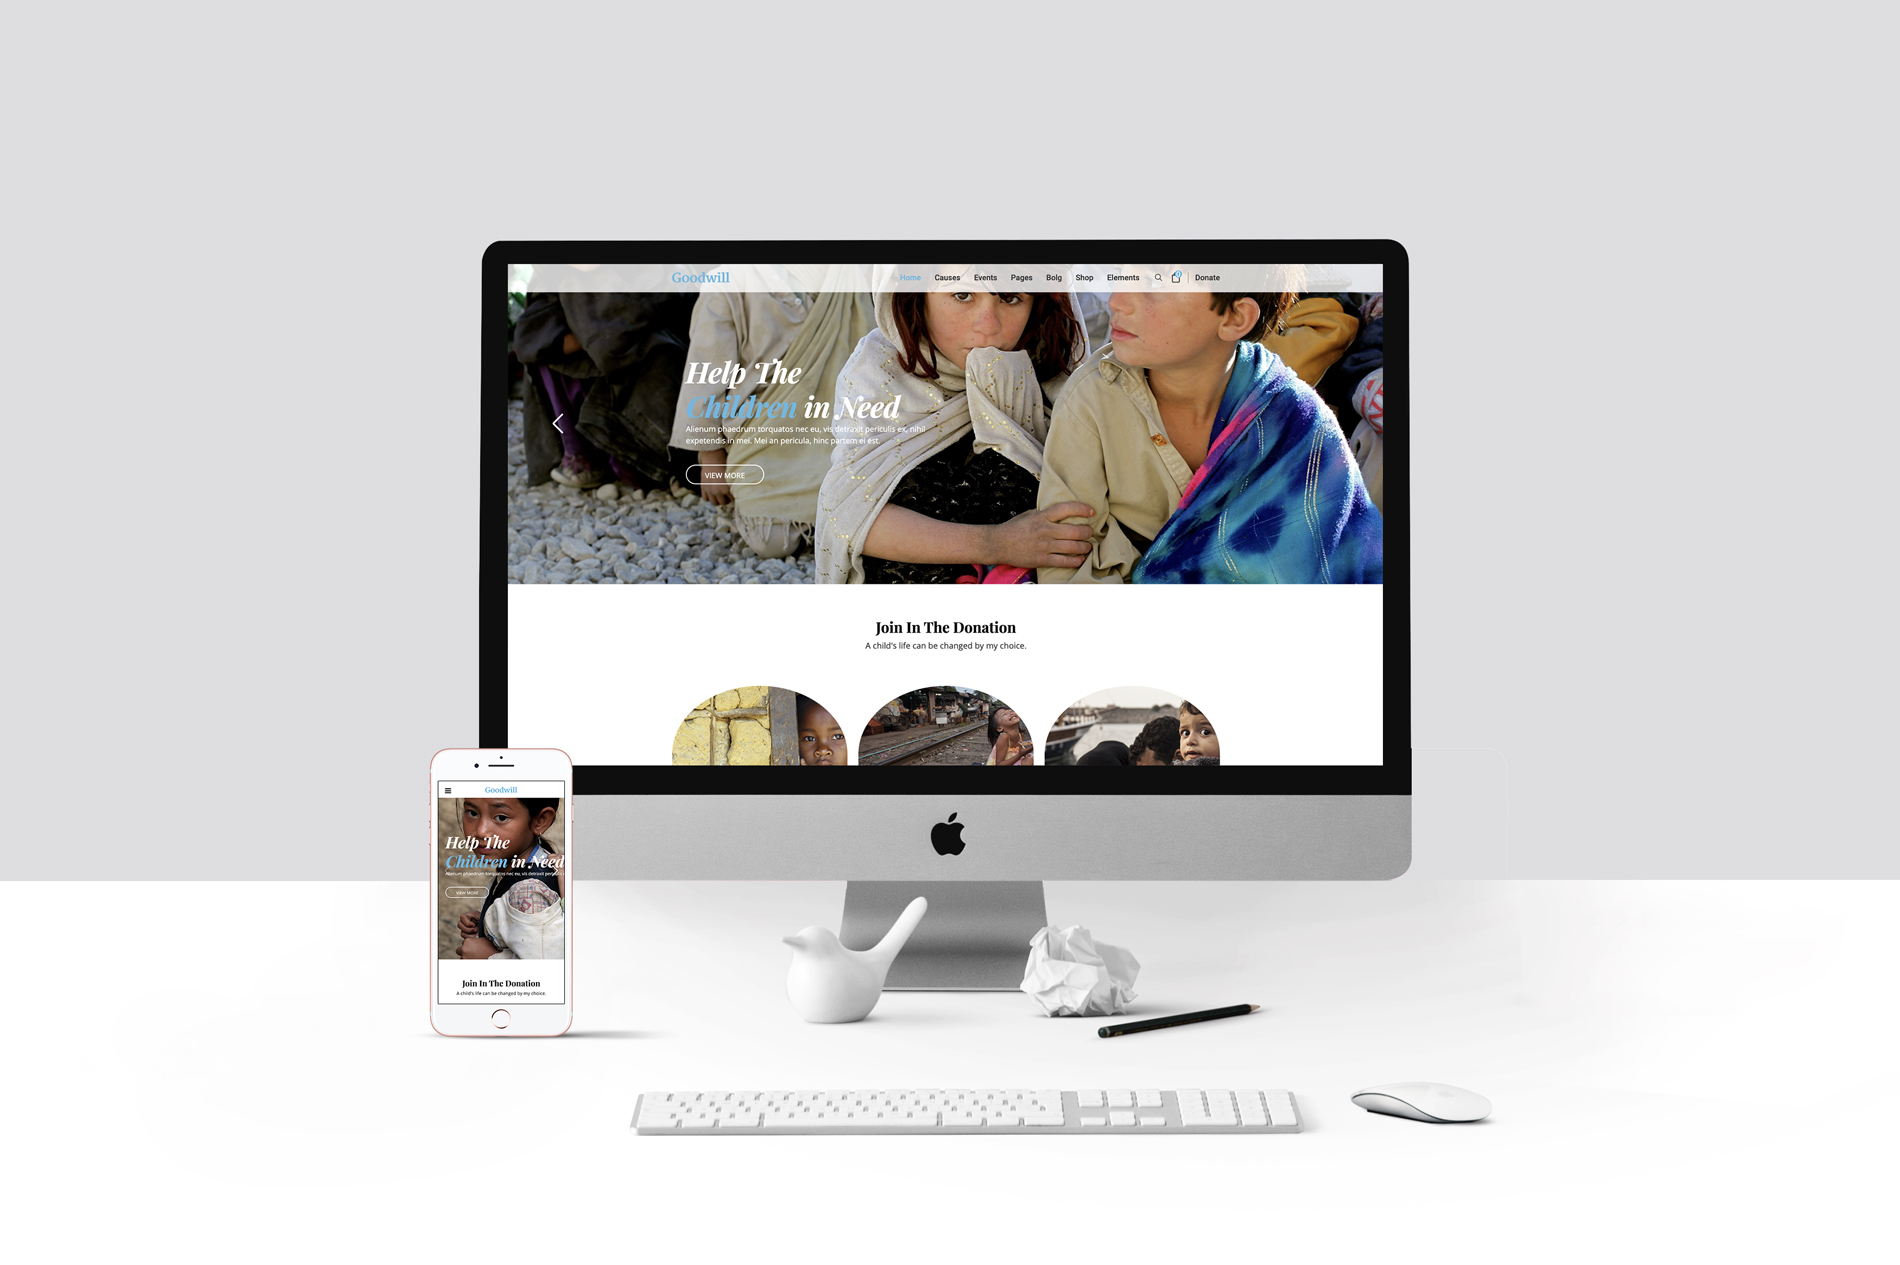 Goodwill
Home Causes Events Pages Bolg Shop Elements 0 Donate
Help The
Children in Need
Alienum phaedrum torquatos nec eu, vis detraxit periculis ex, nihil
expetendis in mei. Mei an pericula, hinc partem ei est.
VIEW MORE
Join In The Donation
A child's life can be changed by my choice.
Goodwill
Help The
Children in Need
Alienum phaedrum torquatos nec eu, vis detraxit
VIEW MORE
Join In The Donation
A child's life can be changed by my choice.